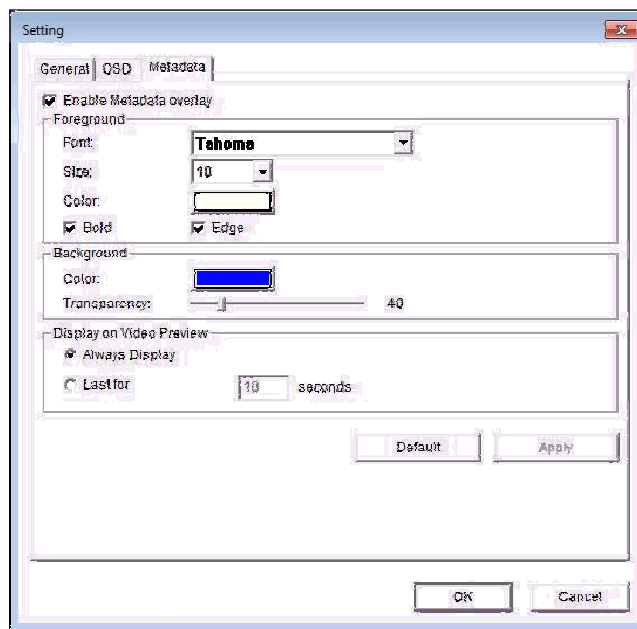 Setting
General OSD Metadata
Enable Metadata overlay
Foreground
Font: Tahoma
Size: 10
Color:
Bold Edge
Background
Color:
Transparency: 40
Display on Video Preview
Always Display
Last for 10 seconds
Default Apply
OK Cancel